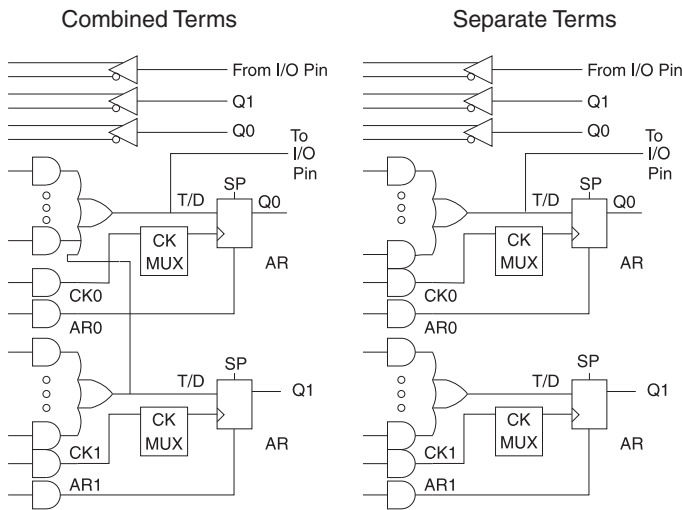 Combined Terms
From I/O Pin
Q1
Q0
To
I/O
Pin
T/D
SP
Q0
CK
MUX
AR
CK0
AR0
T/D
SP
Q1
CK
MUX
AR
CK1
AR1
Separate Terms
From I/O Pin
Q1
Q0
To
I/O
Pin
T/D
SP
Q0
CK
MUX
AR
CK0
AR0
T/D
SP
Q1
CK
MUX
AR
CK1
AR1